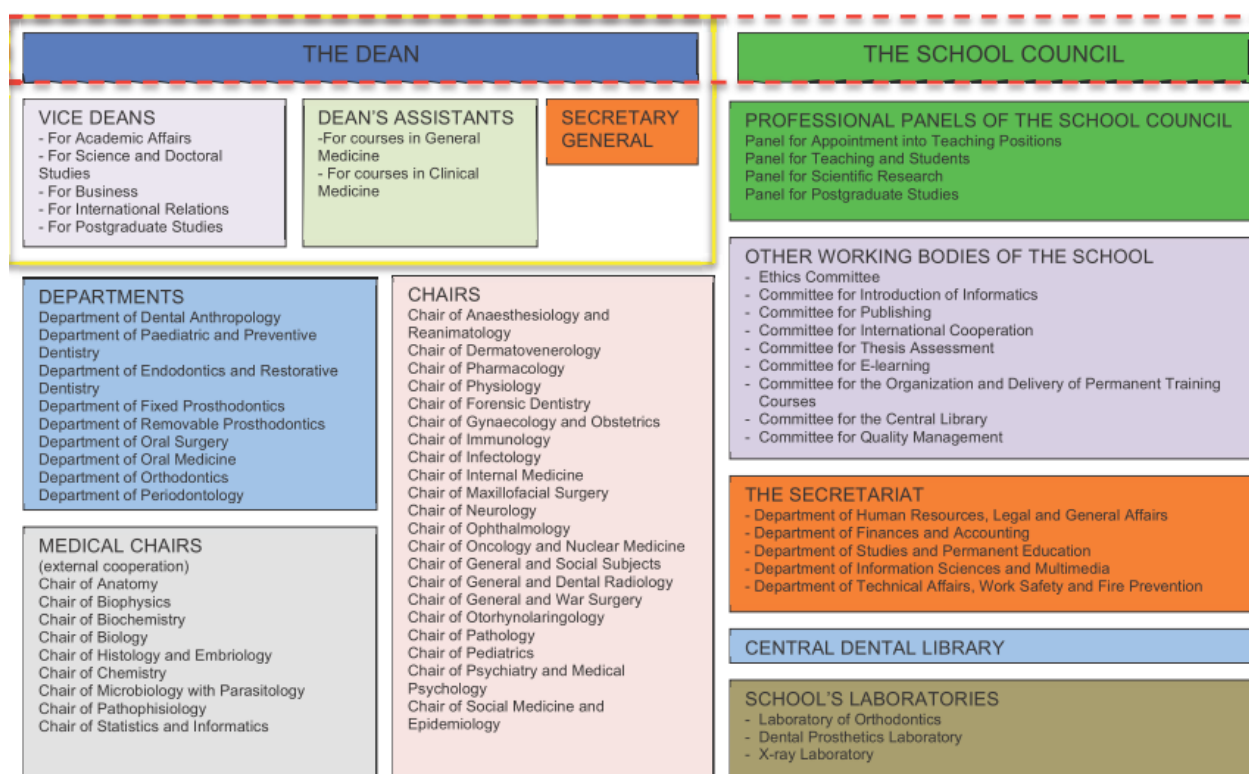 THE DEAN
VICE DEANS
- For Academic Affairs
- For Science and Doctoral
Studies
- For Business
- For International Relations
- For Postgraduate Studies
DEAN'S ASSISTANTS
-For courses in General
Medicine
- For courses in Clinical
Medicine
SECRETARY
GENERAL
DEPARTMENTS
Department of Dental Anthropology
Department of Paediatric and Preventive
Dentistry
Department of Endodontics and Restorative
Dentistry
Department of Fixed Prosthodontics
Department of Removable Prosthodontics
Department of Oral Surgery
Department of Oral Medicine
Department of Orthodontics
Department of Periodontology
MEDICAL CHAIRS
(external cooperation)
Chair of Anatomy
Chair of Biophysics
Chair of Biochemistry
Chair of Biology
Chair of Histology and Embriology
Chair of Chemistry
Chair of Microbiology with Parasitology
Chair of Pathophisiology
Chair of Statistics and Informatics
CHAIRS
Chair of Anaesthesiology and
Reanimatology
Chair of Dermatovenerology
Chair of Pharmacology
Chair of Physiology
Chair of Forensic Dentistry
Chair of Gynaecology and Obstetrics
Chair of Immunology
Chair of Infectology
Chair of Internal Medicine
Chair of Maxillofacial Surgery
Chair of Neurology
Chair of Ophthalmology
Chair of Oncology and Nuclear Medicine
Chair of General and Social Subjects
Chair of General and Dental Radiology
Chair of General and War Surgery
Chair of Otorhynolaringology
Chair of Pathology
Chair of Pediatrics
Chair of Psychiatry and Medical
Psychology
Chair of Social Medicine and
Epidemiology
THE SCHOOL COUNCIL
PROFESSIONAL PANELS OF THE SCHOOL COUNCIL
Panel for Appointment into Teaching Positions
Panel for Teaching and Students
Panel for Scientific Research
Panel for Postgraduate Studies
OTHER WORKING BODIES OF THE SCHOOL
- Ethics Committee
- Committee for Introduction of Informatics
- Committee for Publishing
- Committee for International Cooperation
- Committee for Thesis Assessment
- Committee for E-learning
- Committee for the Organization and Delivery of Permanent Training
Courses
- Committee for the Central Library
- Committee for Quality Management
THE SECRETARIAT
- Department of Human Resources, Legal and General Affairs
- Department of Finances and Accounting
- Department of Studies and Permanent Education
- Department of Information Sciences and Multimedia
- Department of Technical Affairs, Work Safety and Fire Prevention
CENTRAL DENTAL LIBRARY
SCHOOL'S LABORATORIES
- Laboratory of Orthodontics
- Dental Prosthetics Laboratory
- X-ray Laboratory